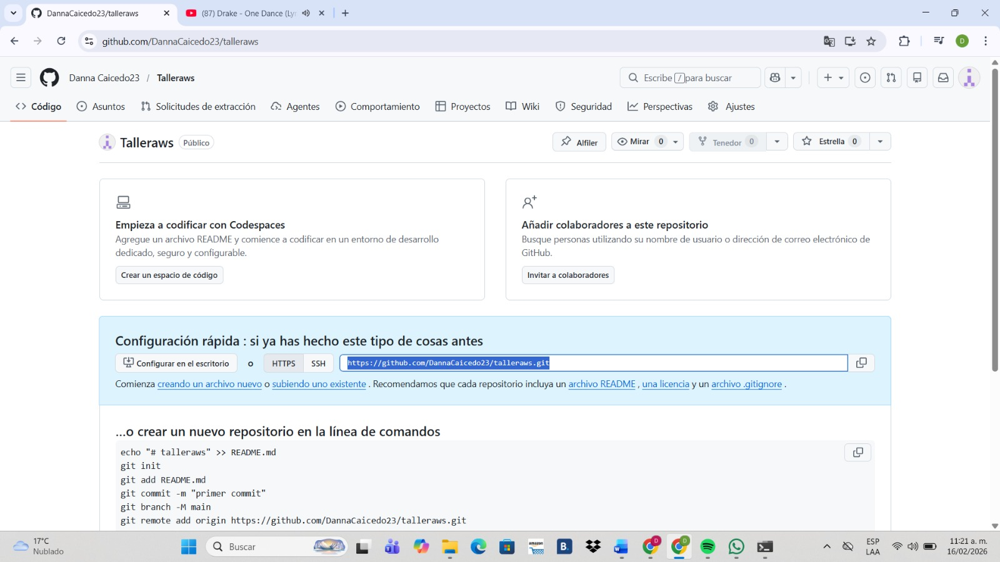 DannaCaicedo23/talleraws
(87) Drake - One Dance (Ly
github.com/DannaCaicedo23/talleraws
D
Danna Caicedo23 / Talleraws
Escribe / para buscar
Código
Asuntos
Solicitudes de extracción
Agentes
Comportamiento
Proyectos
Wiki
Seguridad
Perspectivas
Ajustes
Talleraws Público
Alfiler
Mirar 0
Tenedor 0
Estrella 0
Empieza a codificar con Codespaces
Agregue un archivo README y comience a codificar en un entorno de desarrollo
dedicado, seguro y configurable.
Crear un espacio de código
Añadir colaboradores a este repositorio
Busque personas utilizando su nombre de usuario o dirección de correo electrónico de
GitHub.
Invitar a colaboradores
Configuración rápida : si ya has hecho este tipo de cosas antes
Configurar en el escritorio o HTTPS SSH https://github.com/DannaCaicedo23/talleraws.git
Comienza creando un archivo nuevo o subiendo uno existente . Recomendamos que cada repositorio incluya un archivo README , una licencia y un archivo .gitignore .
...o crear un nuevo repositorio en la línea de comandos
echo "# talleraws" >> README.md
git init
git add README.md
git commit -m "primer commit"
git branch -M main
git remote add origin https://github.com/DannaCaicedo23/talleraws.git
17°C
Nublado
Buscar
amazon
B.
D
D
ESP
LAA
11:21 a. m.
16/02/2026